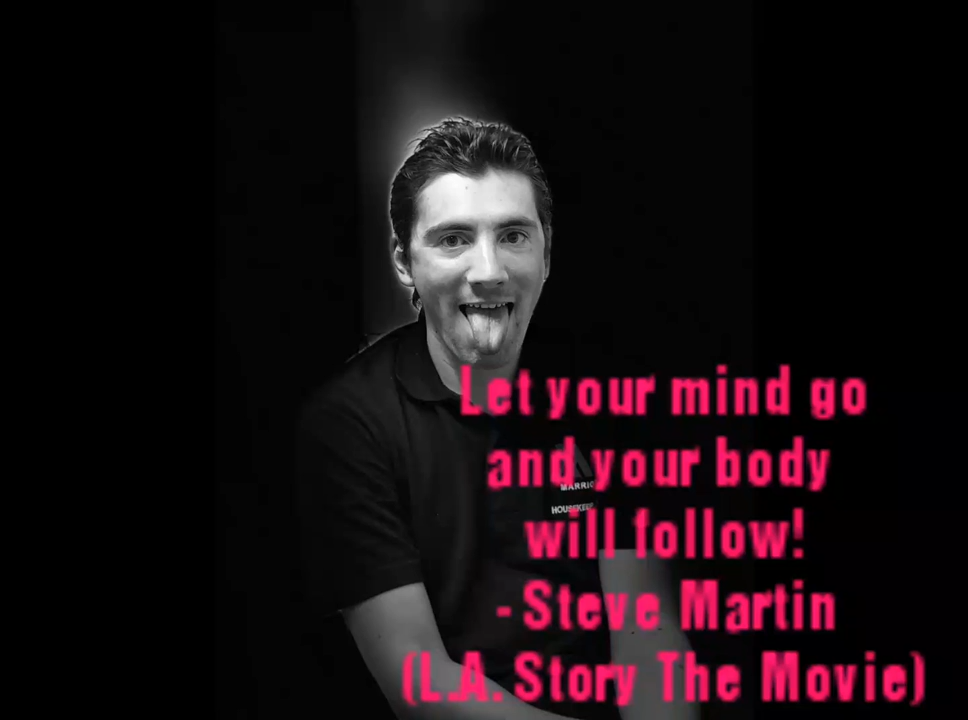 Let your mind go
and your body
will follow!
- Steve Martin
(L.A. Story The Movie)